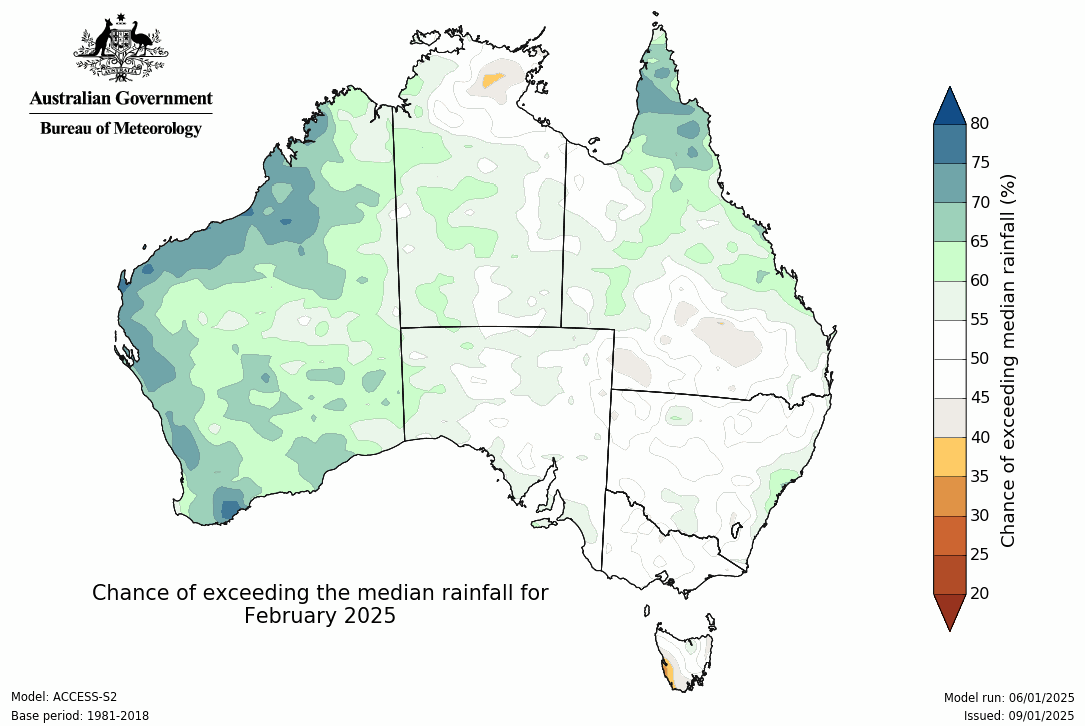 Australian Government
Bureau of Meteorology
80
75
70
65
60
55
50
45
40
35
30
25
20
Chance of exceeding median rainfall (%)
Chance of exceeding the median rainfall for
February 2025
Model: ACCESS-S2
Base period: 1981-2018
Model run: 06/01/2025
Issued: 09/01/2025